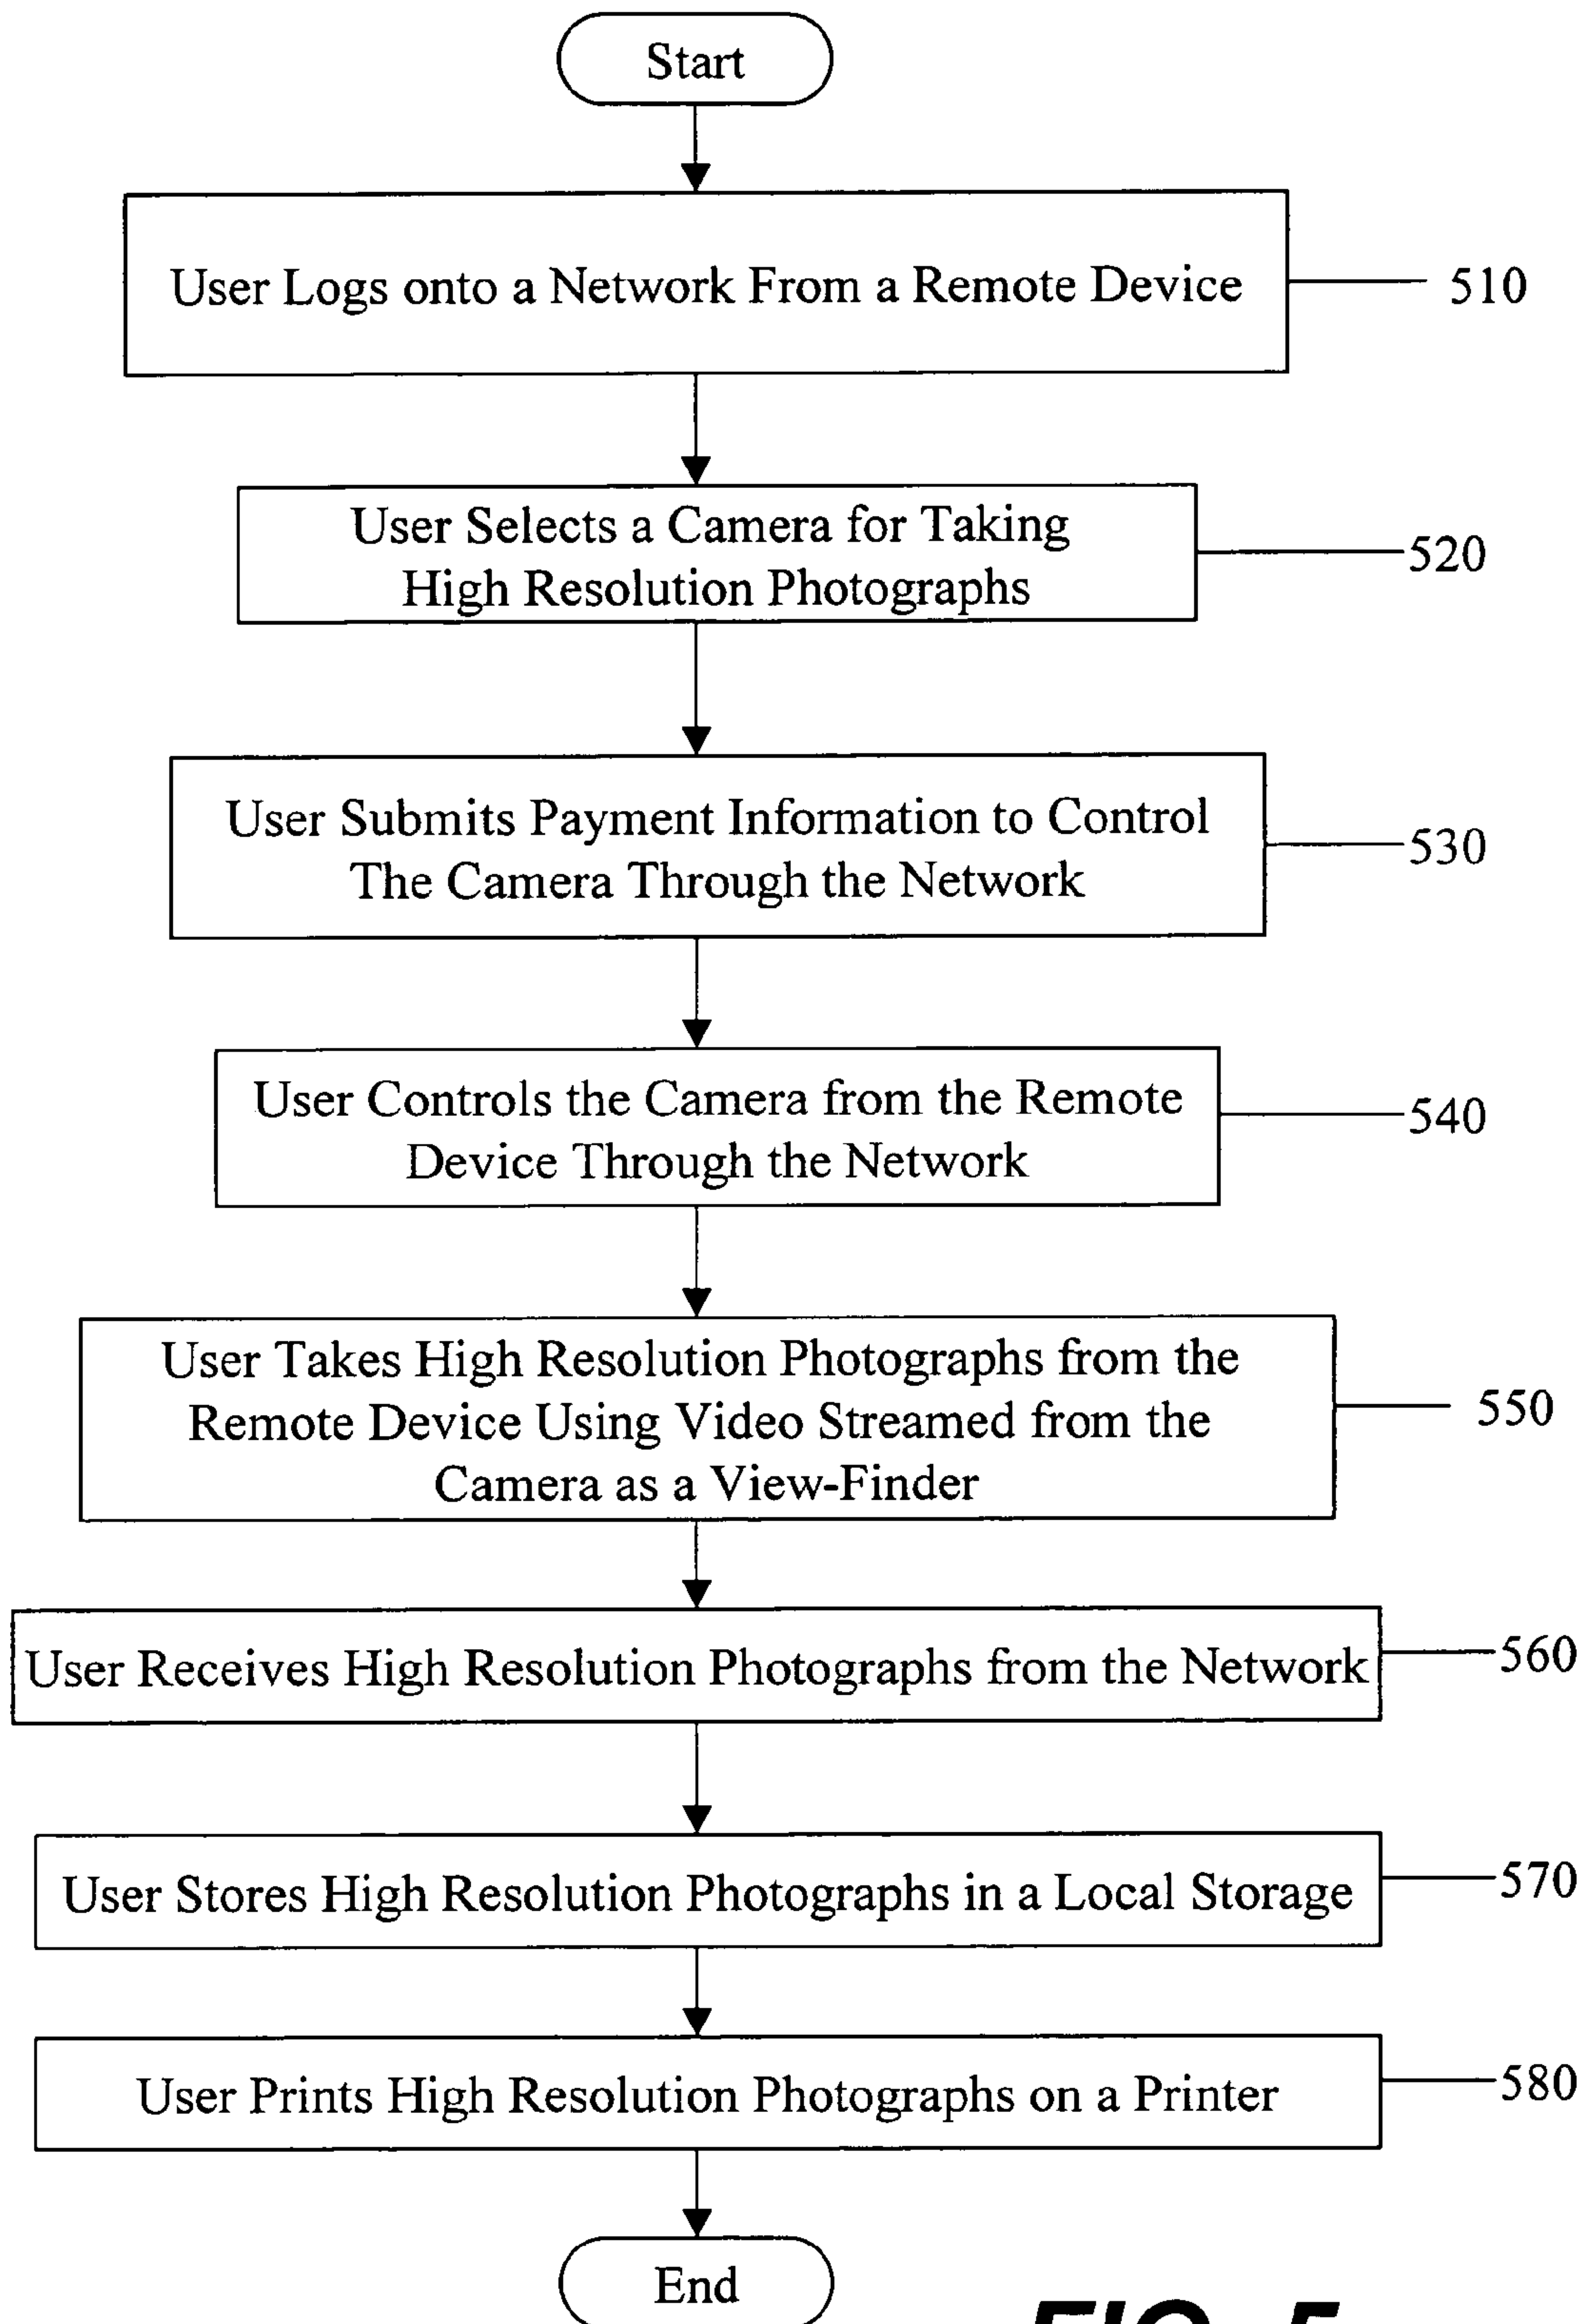 Start
User Logs onto a Network From a Remote Device
510
User Selects a Camera for Taking
High Resolution Photographs
520
User Submits Payment Information to Control
The Camera Through the Network
530
User Controls the Camera from the Remote
Device Through the Network
540
User Takes High Resolution Photographs from the
Remote Device Using Video Streamed from the
Camera as a View-Finder
550
User Receives High Resolution Photographs from the Network
560
User Stores High Resolution Photographs in a Local Storage
570
User Prints High Resolution Photographs on a Printer
580
End
FIG. 5